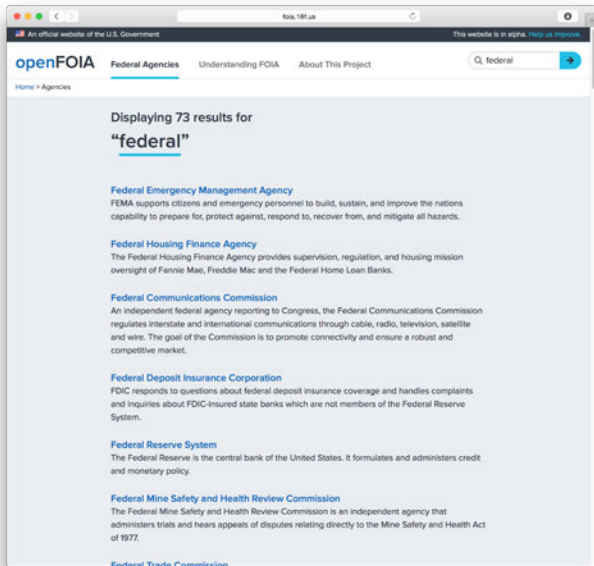 foia.18f.us
An official website of the U.S. Government
This website is in alpha. Help us improve.
openFOIA
Federal Agencies
Understanding FOIA
About This Project
federal
Home > Agencies
Displaying 73 results for
“federal”
Federal Emergency Management Agency
FEMA supports citizens and emergency personnel to build, sustain, and improve the nations
capability to prepare for, protect against, respond to, recover from, and mitigate all hazards.
Federal Housing Finance Agency
The Federal Housing Finance Agency provides supervision, regulation, and housing mission
oversight of Fannie Mae, Freddie Mac and the Federal Home Loan Banks.
Federal Communications Commission
An independent federal agency reporting to Congress, the Federal Communications Commission
regulates interstate and international communications through cable, radio, television, satellite
and wire. The goal of the Commission is to promote connectivity and ensure a robust and
competitive market.
Federal Deposit Insurance Corporation
FDIC responds to questions about federal deposit insurance coverage and handles complaints
and inquiries about FDIC-insured state banks which are not members of the Federal Reserve
System.
Federal Reserve System
The Federal Reserve is the central bank of the United States. It formulates and administers credit
and monetary policy.
Federal Mine Safety and Health Review Commission
The Federal Mine Safety and Health Review Commission is an independent agency that
administers trials and hears appeals of disputes relating directly to the Mine Safety and Health Act
of 1977.
Federal Trade Commission